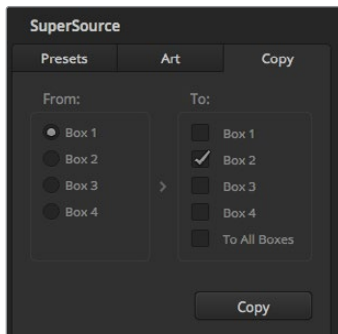 SuperSource
Presets Art Copy
From: To:
Box 1 Box 1
Box 2 Box 2
Box 3 Box 3
Box 4 Box 4
To All Boxes
Copy